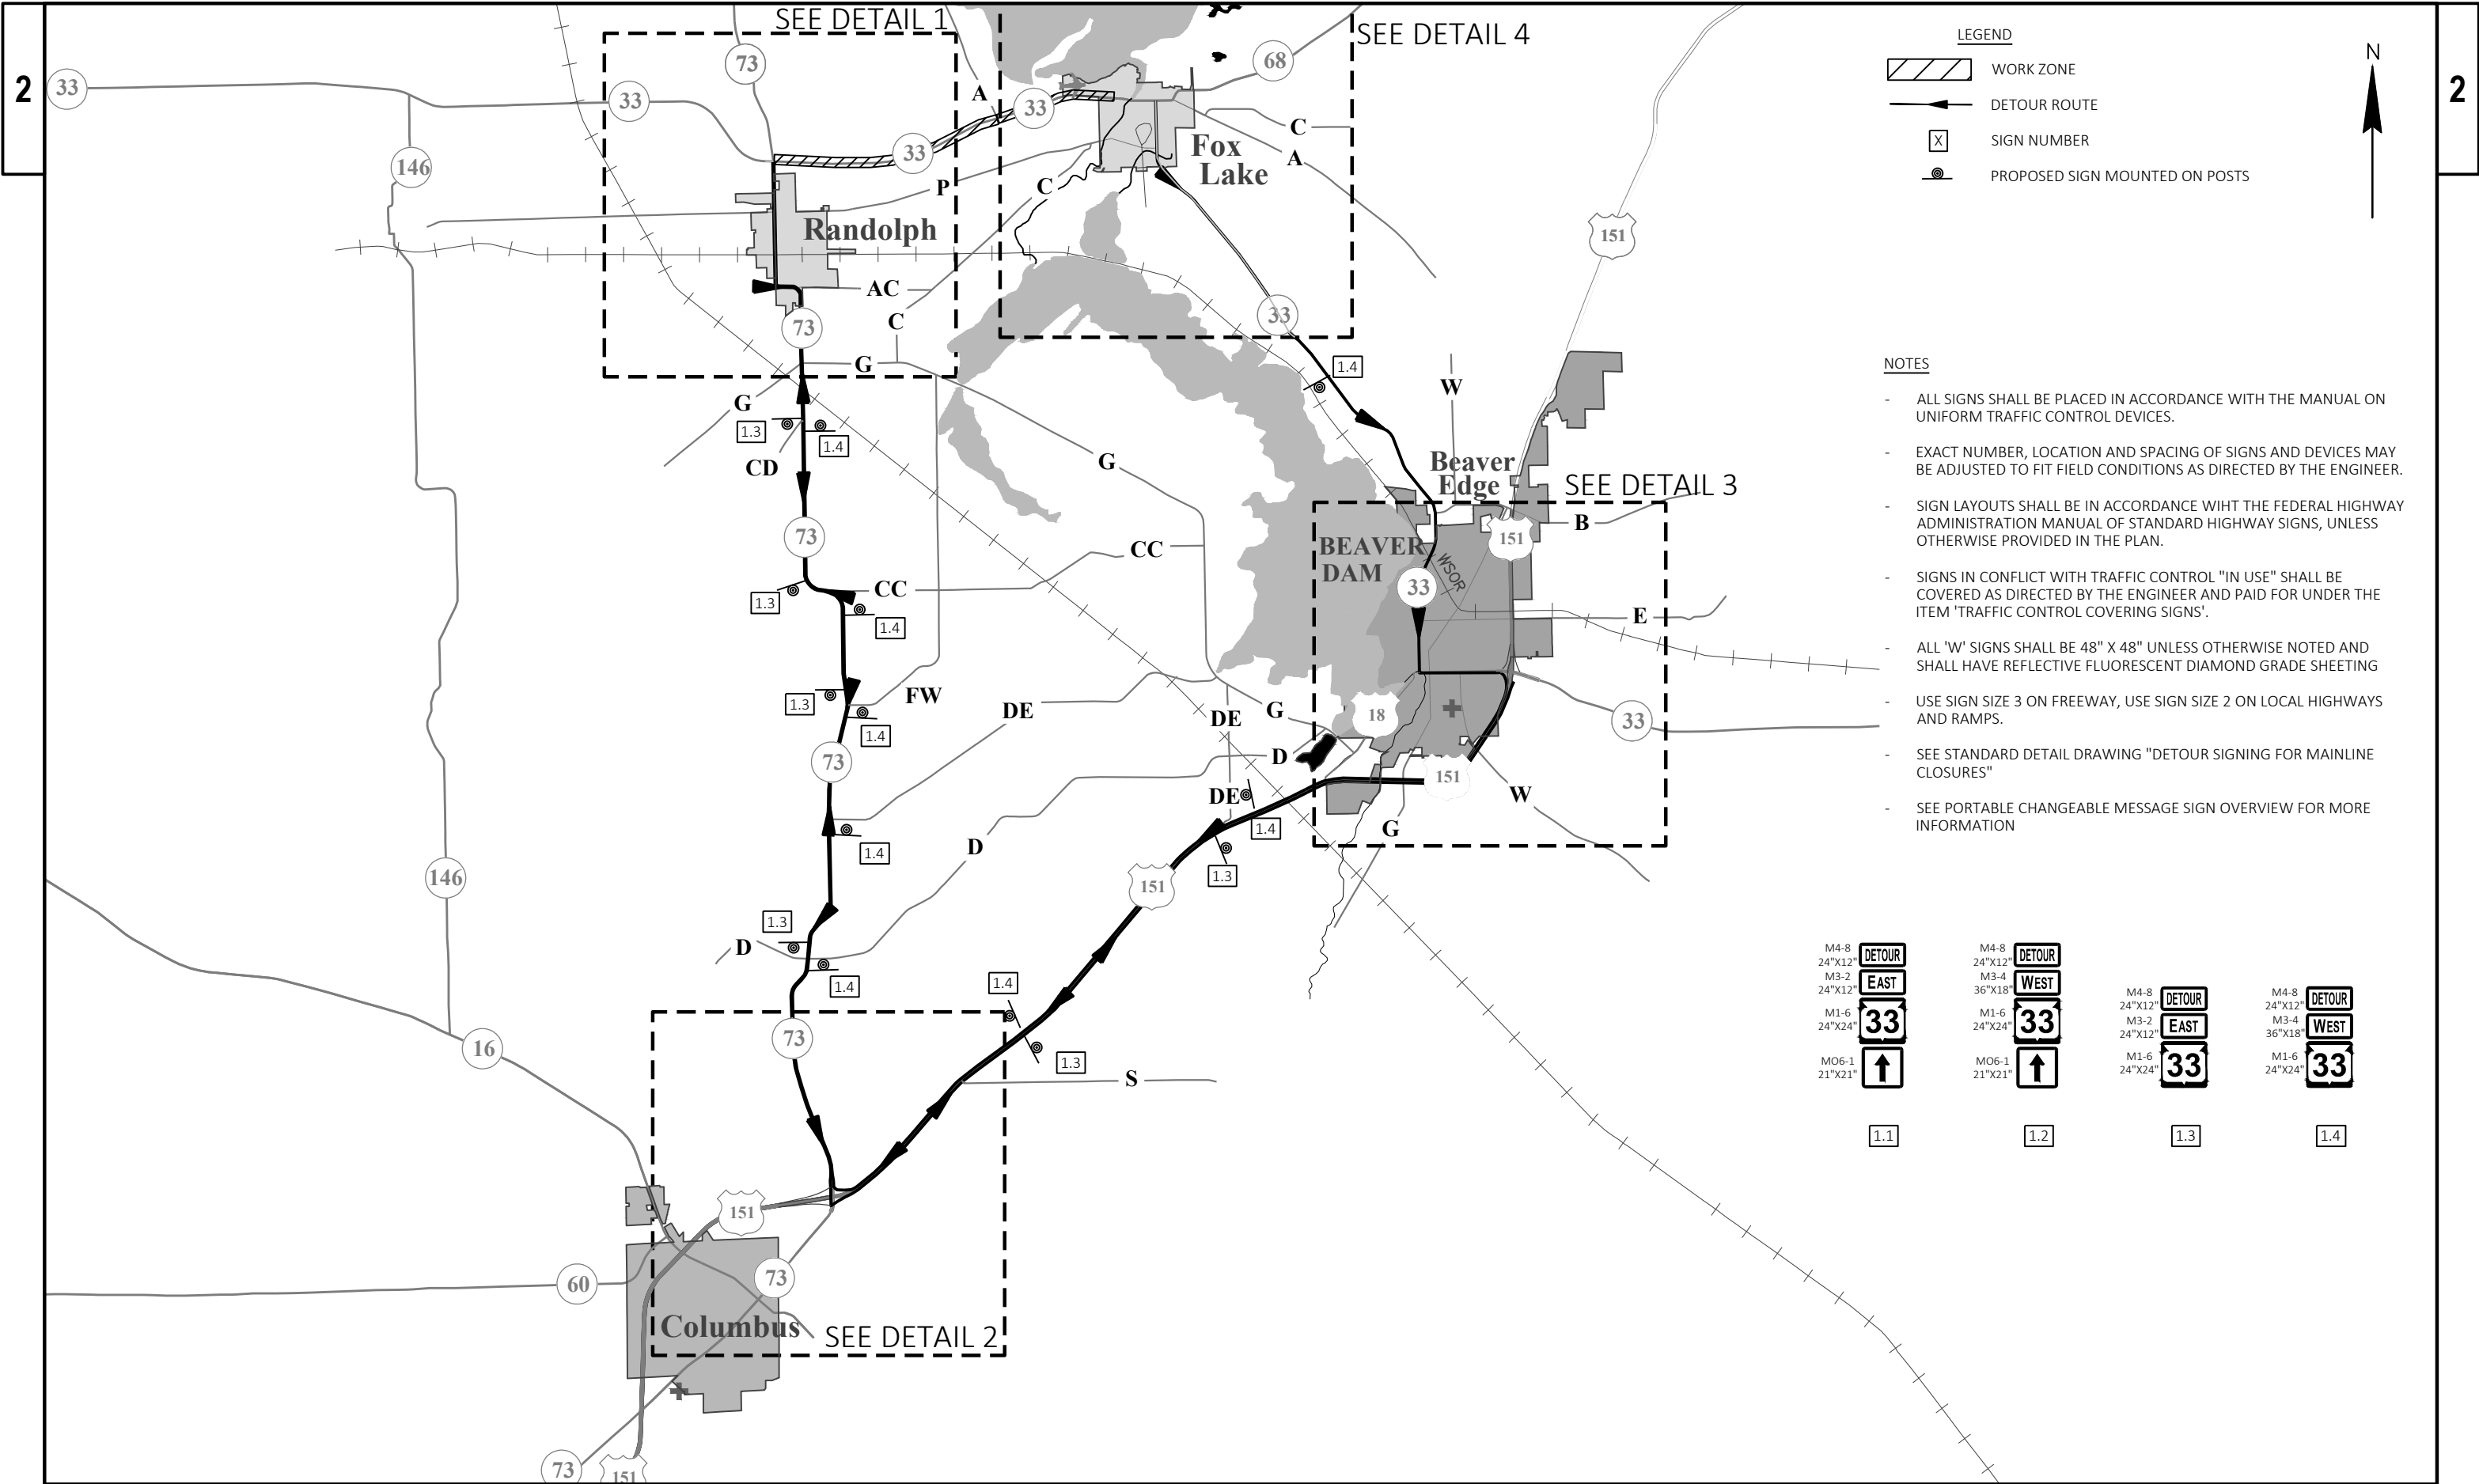 2
2
SEE DETAIL 1
SEE DETAIL 4
33
73
33
A
33
68
146
33
C
A
Fox
Lake
P
C
Randolph
AC
73
C
33
G
G
1.3
1.4
CD
73
CC
CC
1.3
1.4
1.3
FW
1.4
73
DE
DE
G
D
DE
D
1.4
1.3
1.4
1.3
1.4
D
1.4
1.3
73
S
151
G
151
1.4
W
Beaver
Edge
SEE DETAIL 3
B
BEAVER
DAM
WSOR
151
33
E
18
33
151
W
G
151
146
16
151
60
73
Columbus
SEE DETAIL 2
73
151
LEGEND
WORK ZONE
DETOUR ROUTE
X SIGN NUMBER
PROPOSED SIGN MOUNTED ON POSTS
N
NOTES
- ALL SIGNS SHALL BE PLACED IN ACCORDANCE WITH THE MANUAL ON
UNIFORM TRAFFIC CONTROL DEVICES.
- EXACT NUMBER, LOCATION AND SPACING OF SIGNS AND DEVICES MAY
BE ADJUSTED TO FIT FIELD CONDITIONS AS DIRECTED BY THE ENGINEER.
- SIGN LAYOUTS SHALL BE IN ACCORDANCE WIHT THE FEDERAL HIGHWAY
ADMINISTRATION MANUAL OF STANDARD HIGHWAY SIGNS, UNLESS
OTHERWISE PROVIDED IN THE PLAN.
- SIGNS IN CONFLICT WITH TRAFFIC CONTROL "IN USE" SHALL BE
COVERED AS DIRECTED BY THE ENGINEER AND PAID FOR UNDER THE
ITEM 'TRAFFIC CONTROL COVERING SIGNS'.
- ALL 'W' SIGNS SHALL BE 48" X 48" UNLESS OTHERWISE NOTED AND
SHALL HAVE REFLECTIVE FLUORESCENT DIAMOND GRADE SHEETING
- USE SIGN SIZE 3 ON FREEWAY, USE SIGN SIZE 2 ON LOCAL HIGHWAYS
AND RAMPS.
- SEE STANDARD DETAIL DRAWING "DETOUR SIGNING FOR MAINLINE
CLOSURES"
- SEE PORTABLE CHANGEABLE MESSAGE SIGN OVERVIEW FOR MORE
INFORMATION
M4-8
24"X12"
DETOUR
M3-2
24"X12"
EAST
M1-6
24"X24"
33
MO6-1
21"X21"
1.1
M4-8
24"X12"
DETOUR
M3-4
36"X18"
WEST
M1-6
24"X24"
33
MO6-1
21"X21"
1.2
M4-8
24"X12"
DETOUR
M3-2
24"X12"
EAST
M1-6
24"X24"
33
1.3
M4-8
24"X12"
DETOUR
M3-4
36"X18"
WEST
M1-6
24"X24"
33
1.4